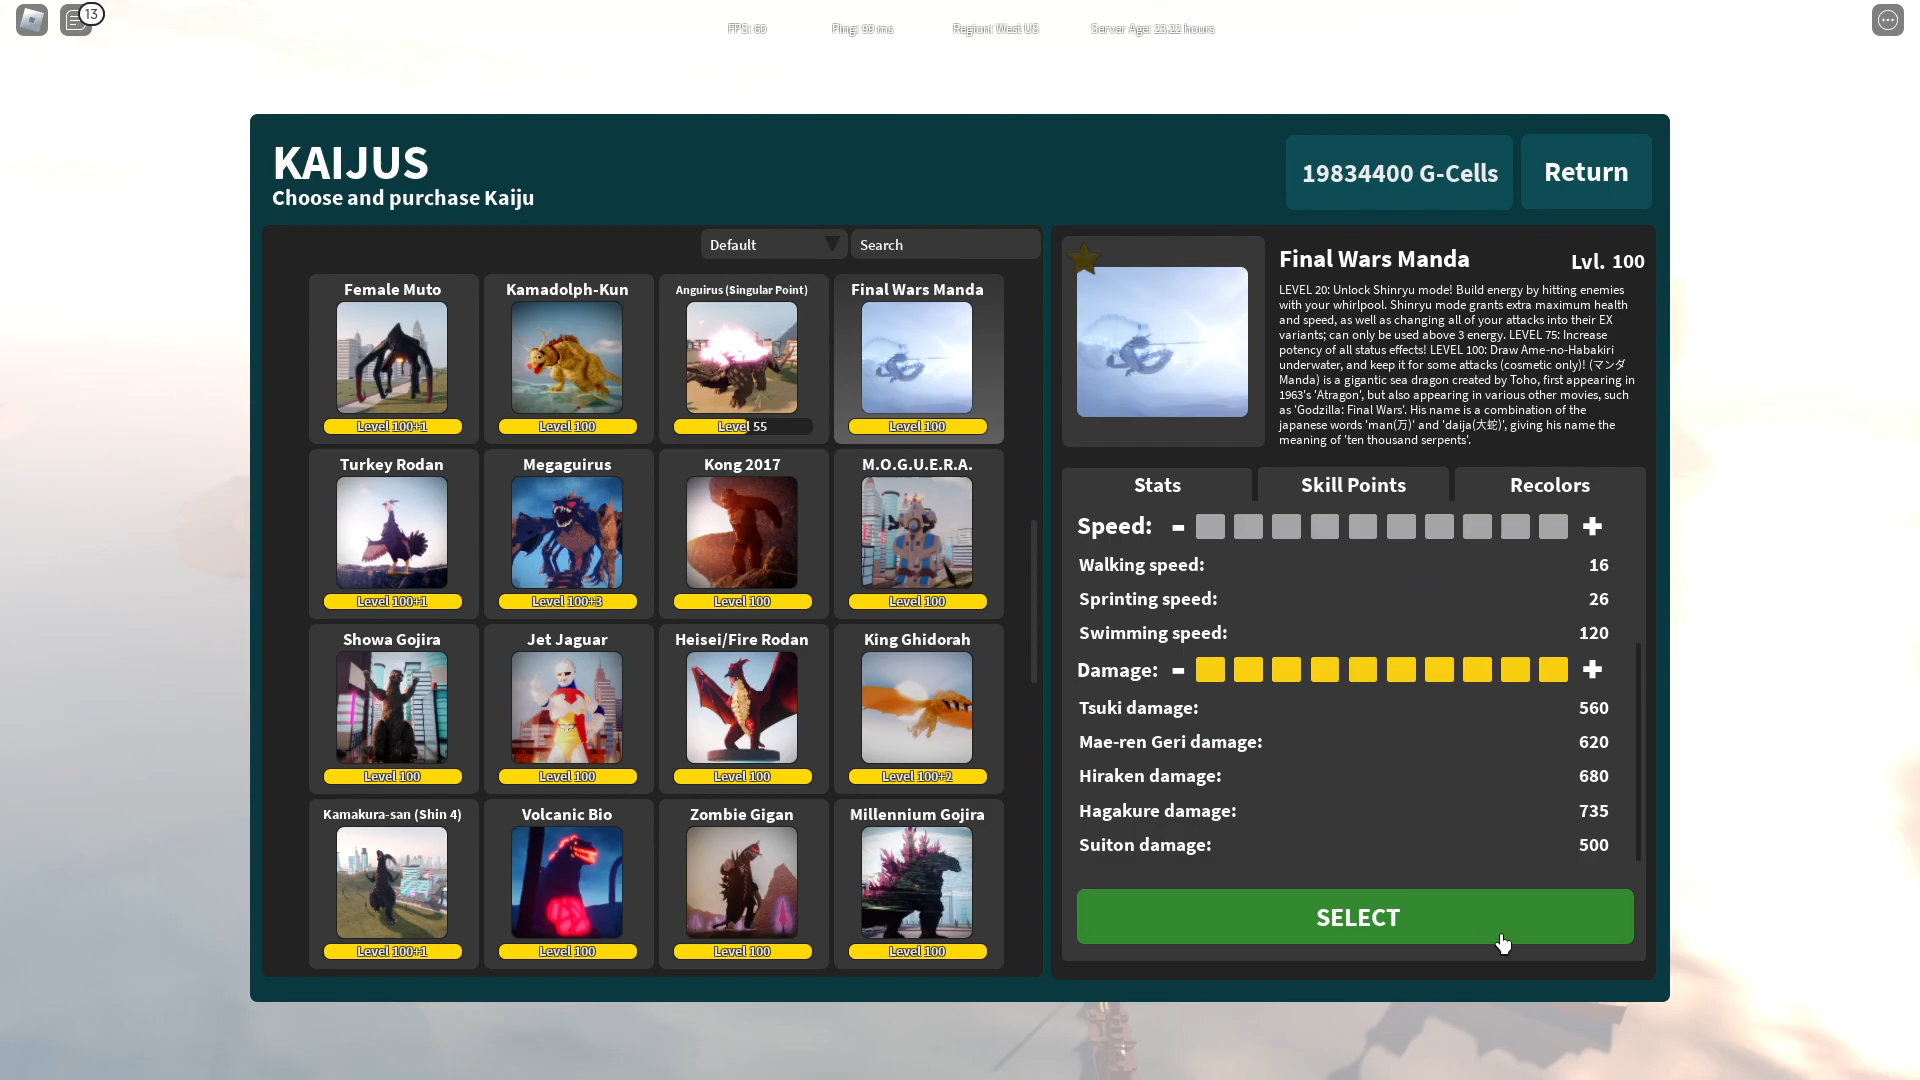 13
FPS: 60
Ping: 99 ms
Region: West US
Server Age: 23.22 hours
KAIJUS
Choose and purchase Kaiju
19834400 G-Cells
Return
Default
Search
Female Muto
Kamadolph-Kun
Anguirus (Singular Point)
Final Wars Manda
Level 100+1
Level 100
Level 55
Level 100
Turkey Rodan
Megaguirus
Kong 2017
M.O.G.U.E.R.A.
Level 100+1
Level 100+3
Level 100
Level 100
Showa Gojira
Jet Jaguar
Heisei/Fire Rodan
King Ghidorah
Level 100
Level 100
Level 100
Level 100+2
Kamakura-san (Shin 4)
Volcanic Bio
Zombie Gigan
Millennium Gojira
Level 100+1
Level 100
Level 100
Level 100
Final Wars Manda
Lvl. 100
LEVEL 20: Unlock Shinryu mode! Build energy by hitting enemies
with your whirlpool. Shinryu mode grants extra maximum health
and speed, as well as changing all of your attacks into their EX
variants; can only be used above 3 energy. LEVEL 75: Increase
potency of all status effects! LEVEL 100: Draw Ame-no-Habakiri
underwater, and keep it for some attacks (cosmetic only)! (マンダ
Manda) is a gigantic sea dragon created by Toho, first appearing in
1963's 'Atragon', but also appearing in various other movies, such
as 'Godzilla: Final Wars'. His name is a combination of the
japanese words 'man(万)' and 'daija(大蛇)', giving his name the
meaning of 'ten thousand serpents'.
Stats
Skill Points
Recolors
Speed: - +
Walking speed: 16
Sprinting speed: 26
Swimming speed: 120
Damage: - +
Tsuki damage: 560
Mae-ren Geri damage: 620
Hiraken damage: 680
Hagakure damage: 735
Suiton damage: 500
SELECT